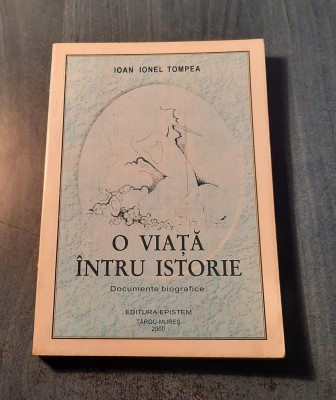 IOAN IONEL TOMPEA
O VIAȚĂ
ÎNTRU ISTORIE
Documente biografice
EDITURA EPISTEM
TÂRGU-MUREȘ
2000